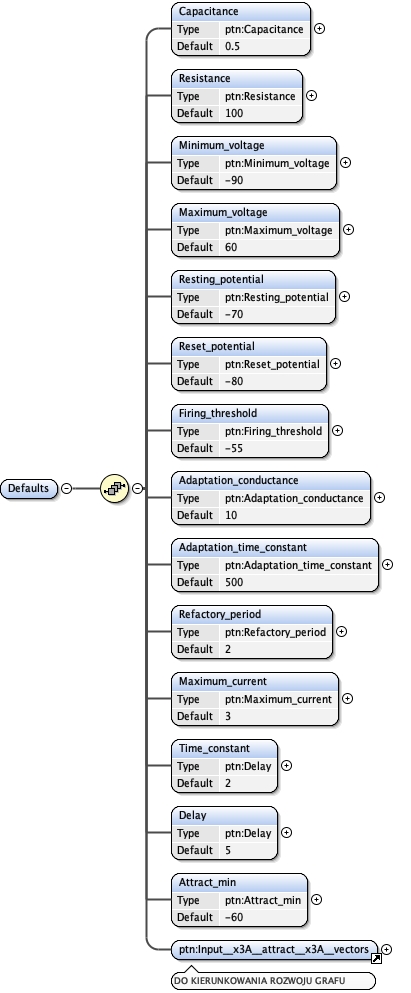 Capacitance
Type ptn:Capacitance
Default 0.5
Resistance
Type ptn:Resistance
Default 100
Minimum_voltage
Type ptn:Minimum_voltage
Default −90
Maximum_voltage
Type ptn:Maximum_voltage
Default 60
Resting_potential
Type ptn:Resting_potential
Default −70
Reset_potential
Type ptn:Reset_potential
Default −80
Firing_threshold
Type ptn:Firing_threshold
Default −55
Defaults
Adaptation_conductance
Type ptn:Adaptation_conductance
Default 10
Adaptation_time_constant
Type ptn:Adaptation_time_constant
Default 500
Refactory_period
Type ptn:Refactory_period
Default 2
Maximum_current
Type ptn:Maximum_current
Default 3
Time_constant
Type ptn:Delay
Default 2
Delay
Type ptn:Delay
Default 5
Attract_min
Type ptn:Attract_min
Default −60
ptn:Input__x3A__attract__x3A__vectors
DO KIERUNKOWANIA ROZWOJU GRAFU